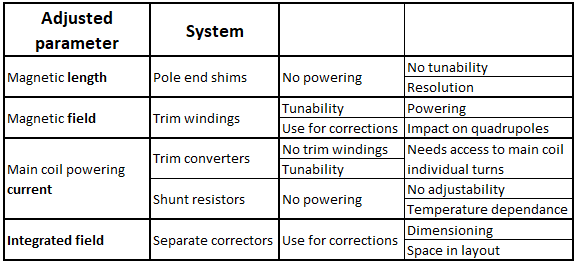 Adjusted
parameter
System
Magnetic length
Pole end shims
No powering
No tunability
Resolution
Magnetic field
Trim windings
Tunability
Use for corrections
Powering
Impact on quadrupoles
Main coil powering
current
Trim converters
No trim windings
Tunability
Needs access to main coil
individual turns
Shunt resistors
No powering
No adjustability
Temperature dependance
Integrated field
Separate correctors
Use for corrections
Dimensioning
Space in layout